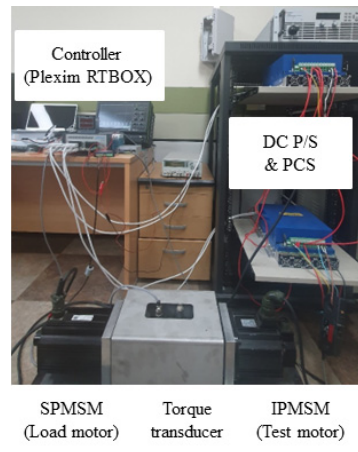 Controller
(Plexim RTBOX)
DC P/S
& PCS
SPMSM
(Load motor)
Torque
transducer
IPMSM
(Test motor)